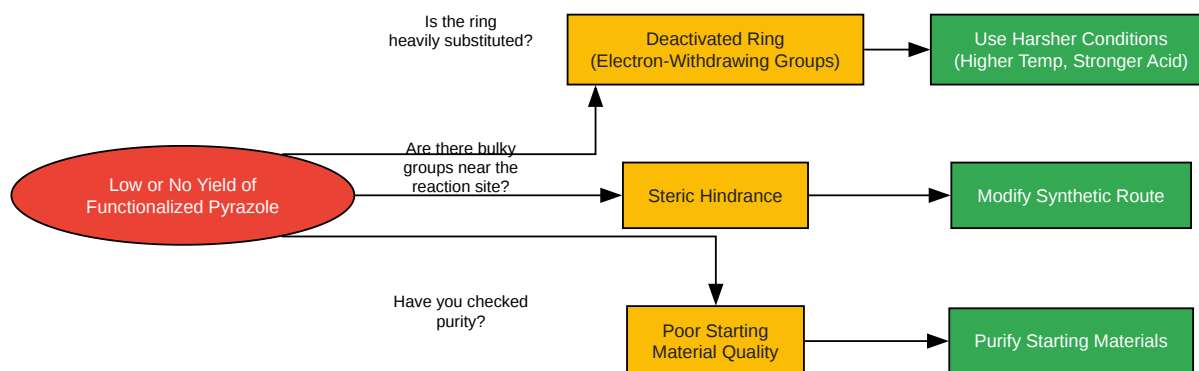 Is the ring
heavily substituted?
Deactivated Ring
(Electron-Withdrawing Groups)
Use Harsher Conditions
(Higher Temp, Stronger Acid)
Low or No Yield of
Functionalized Pyrazole
Are there bulky
groups near the
reaction site?
Steric Hindrance
Modify Synthetic Route
Have you checked
purity?
Poor Starting
Material Quality
Purify Starting Materials